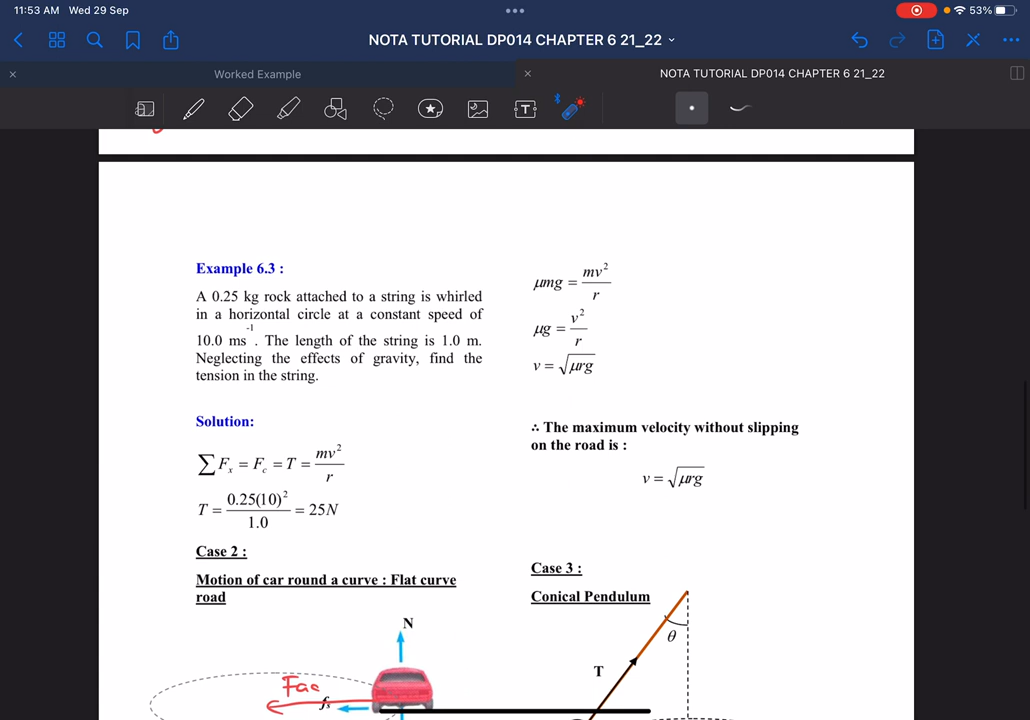 11:53 AM Wed 29 Sep
53%
NOTA TUTORIAL DP014 CHAPTER 6 21_22
Worked Example
NOTA TUTORIAL DP014 CHAPTER 6 21_22
Example 6.3 :
A 0.25 kg rock attached to a string is whirled
in a horizontal circle at a constant speed of
10.0 ms⁻¹. The length of the string is 1.0 m.
Neglecting the effects of gravity, find the
tension in the string.
Solution:
∑Fₓ = F_c = T = mv²/r
T = 0.25(10)²/1.0 = 25N
Case 2 :
Motion of car round a curve : Flat curve
road
N
Fac
fₛ
μmg = mv²/r
μg = v²/r
v = √μrg
∴ The maximum velocity without slipping
on the road is :
v = √μrg
Case 3 :
Conical Pendulum
θ
T